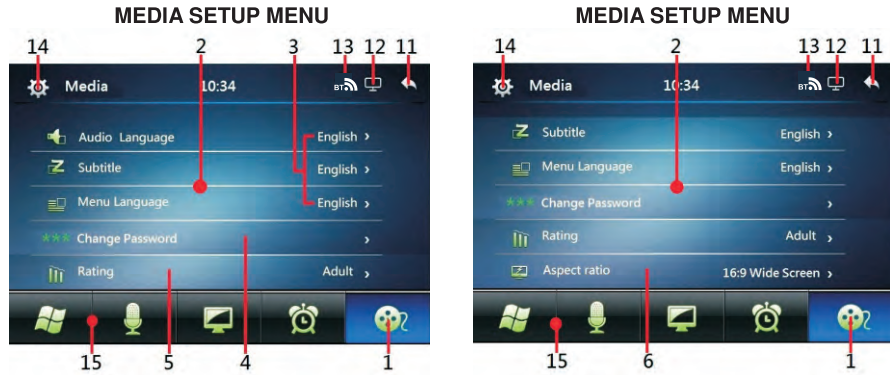 MEDIA SETUP MENU
14 2 3 13 12 11
Media 10:34 BT
Audio Language English ›
Subtitle English ›
Menu Language English ›
*** Change Password ›
Rating Adult ›
15 5 4 1
MEDIA SETUP MENU
14 2 13 12 11
Media 10:34 BT
Subtitle English ›
Menu Language English ›
*** Change Password ›
Rating Adult ›
Aspect ratio 16:9 Wide Screen ›
15 6 1